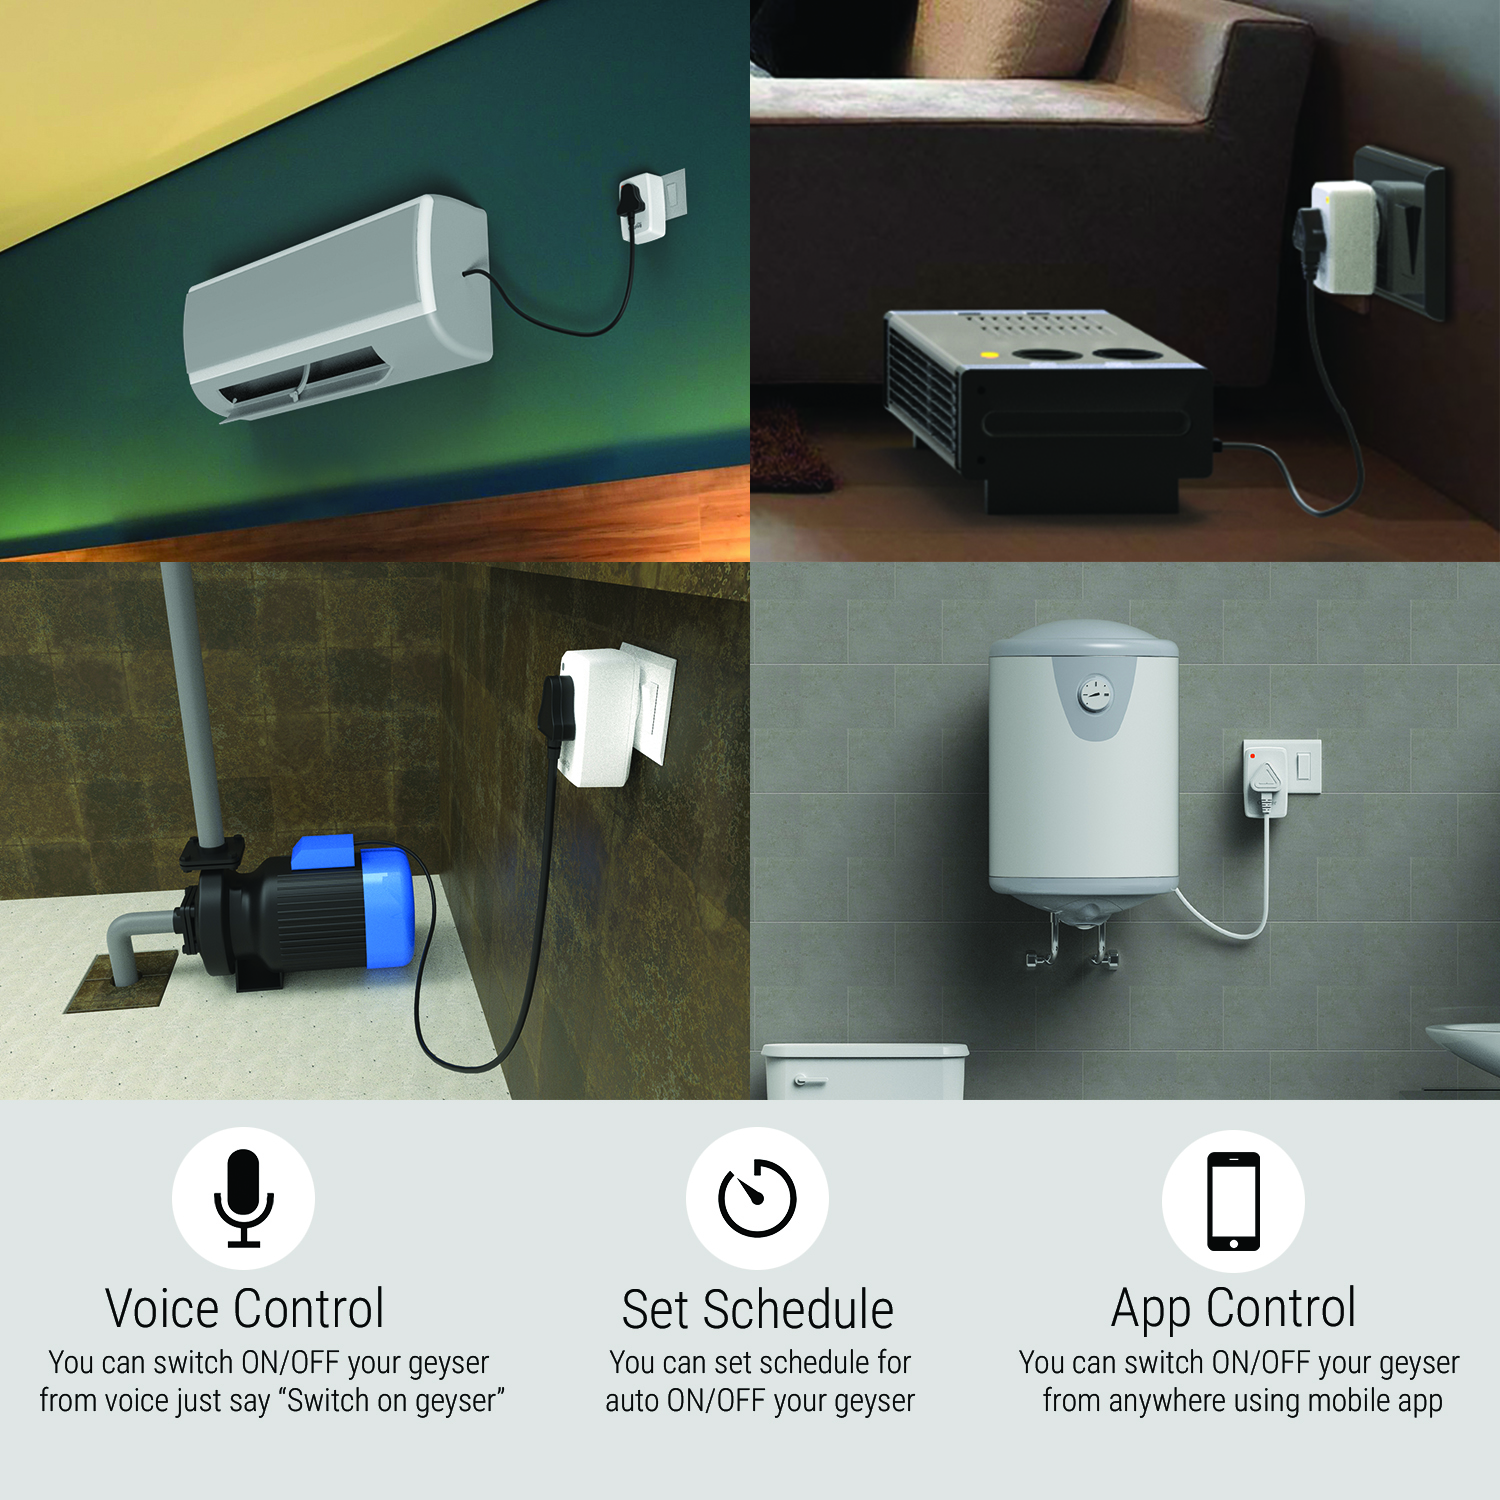 Voice Control
You can switch ON/OFF your geyser
from voice just say “Switch on geyser”
Set Schedule
You can set schedule for
auto ON/OFF your geyser
App Control
You can switch ON/OFF your geyser
from anywhere using mobile app